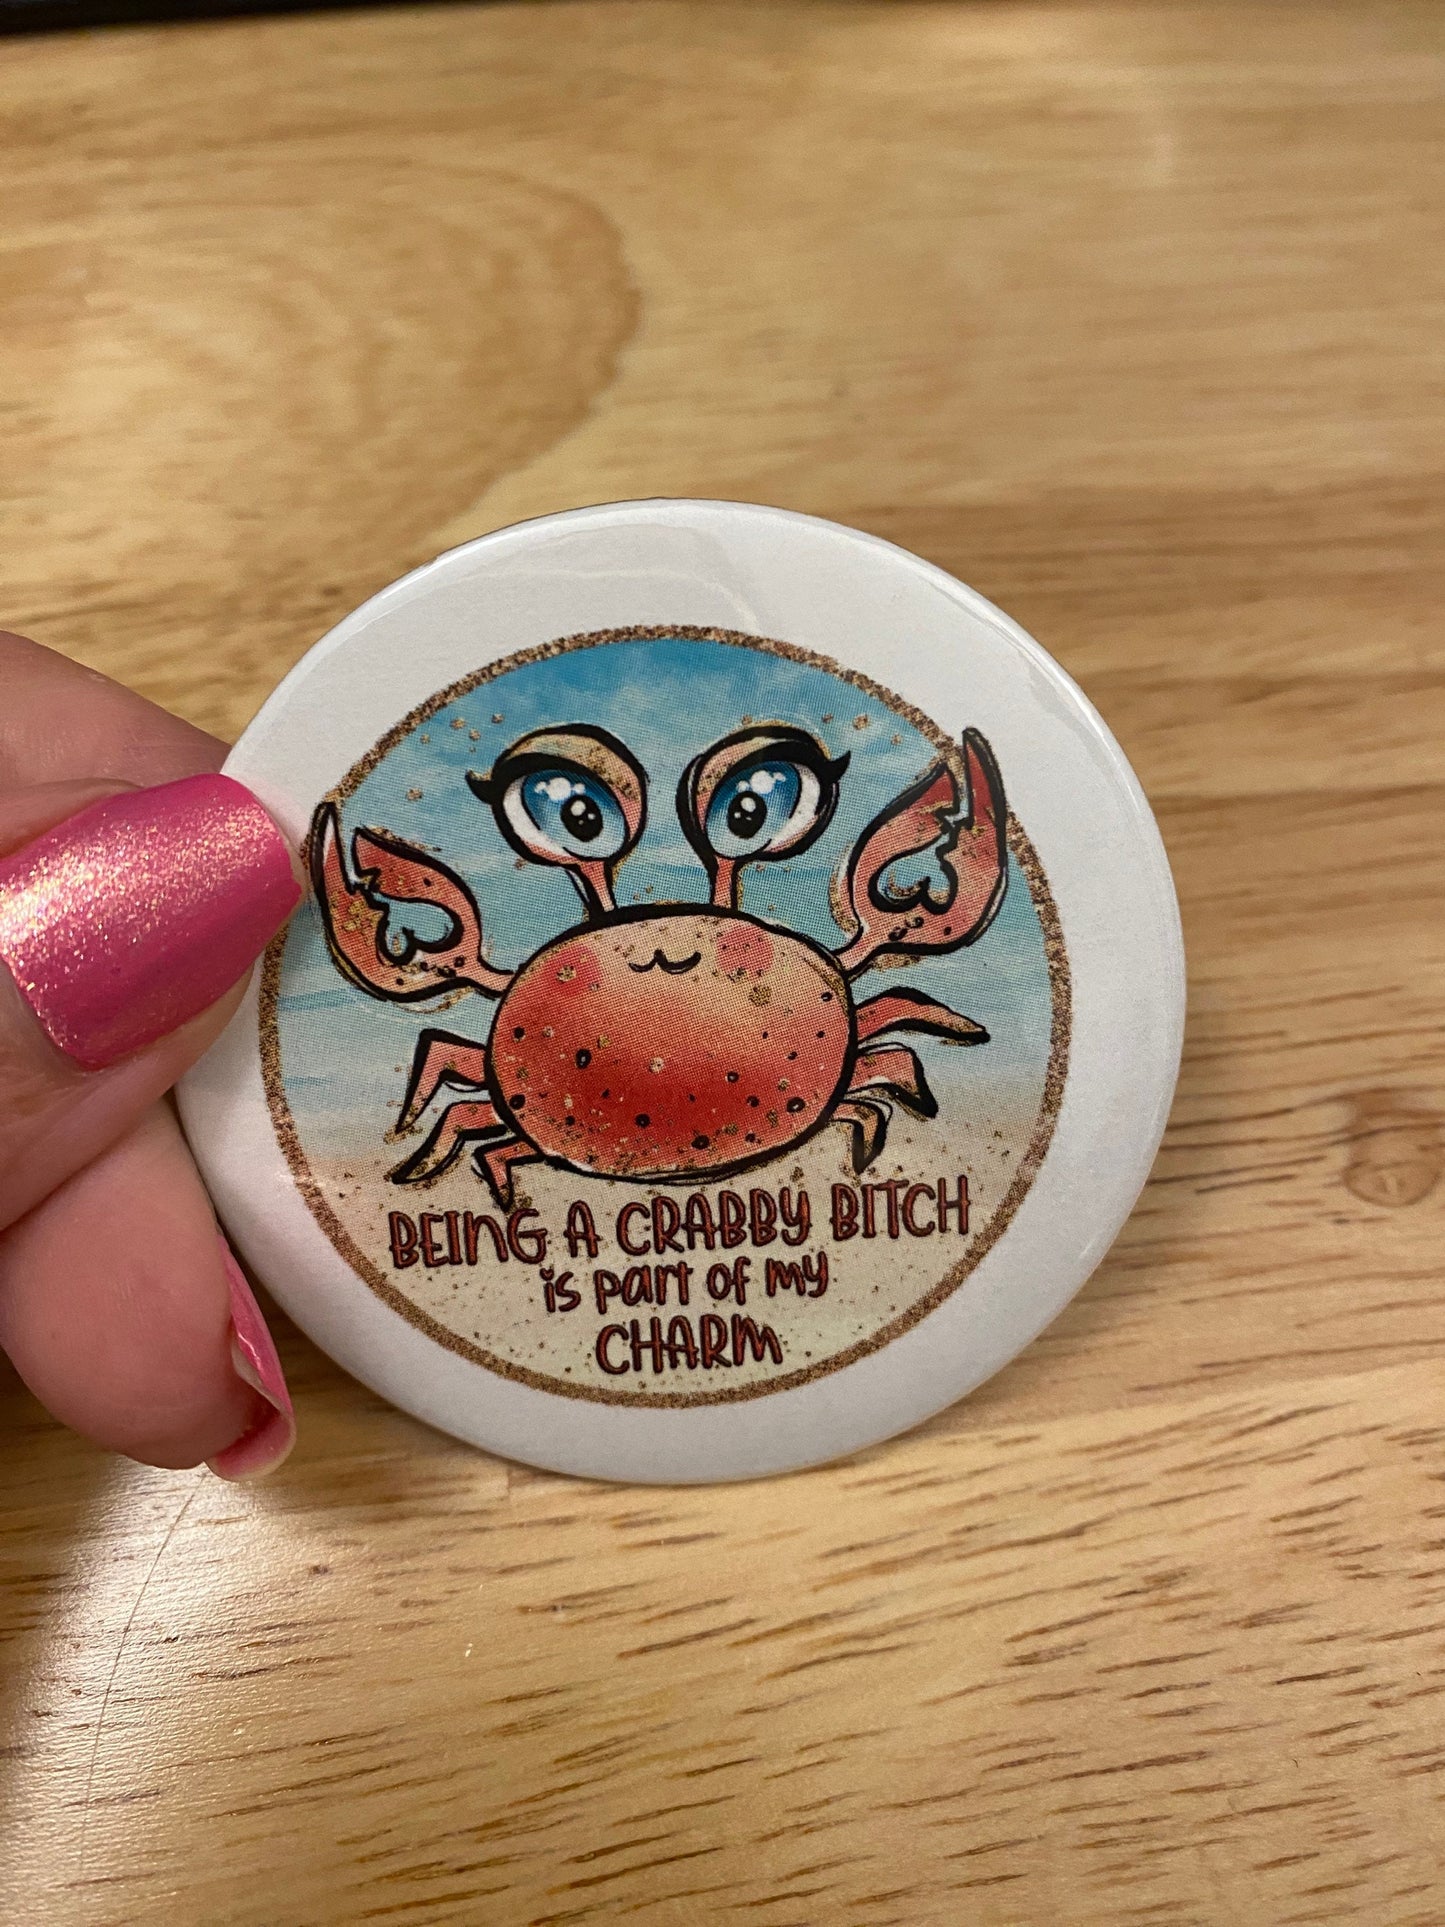 BEING A CRABBY BITCH
is part of my
CHARM